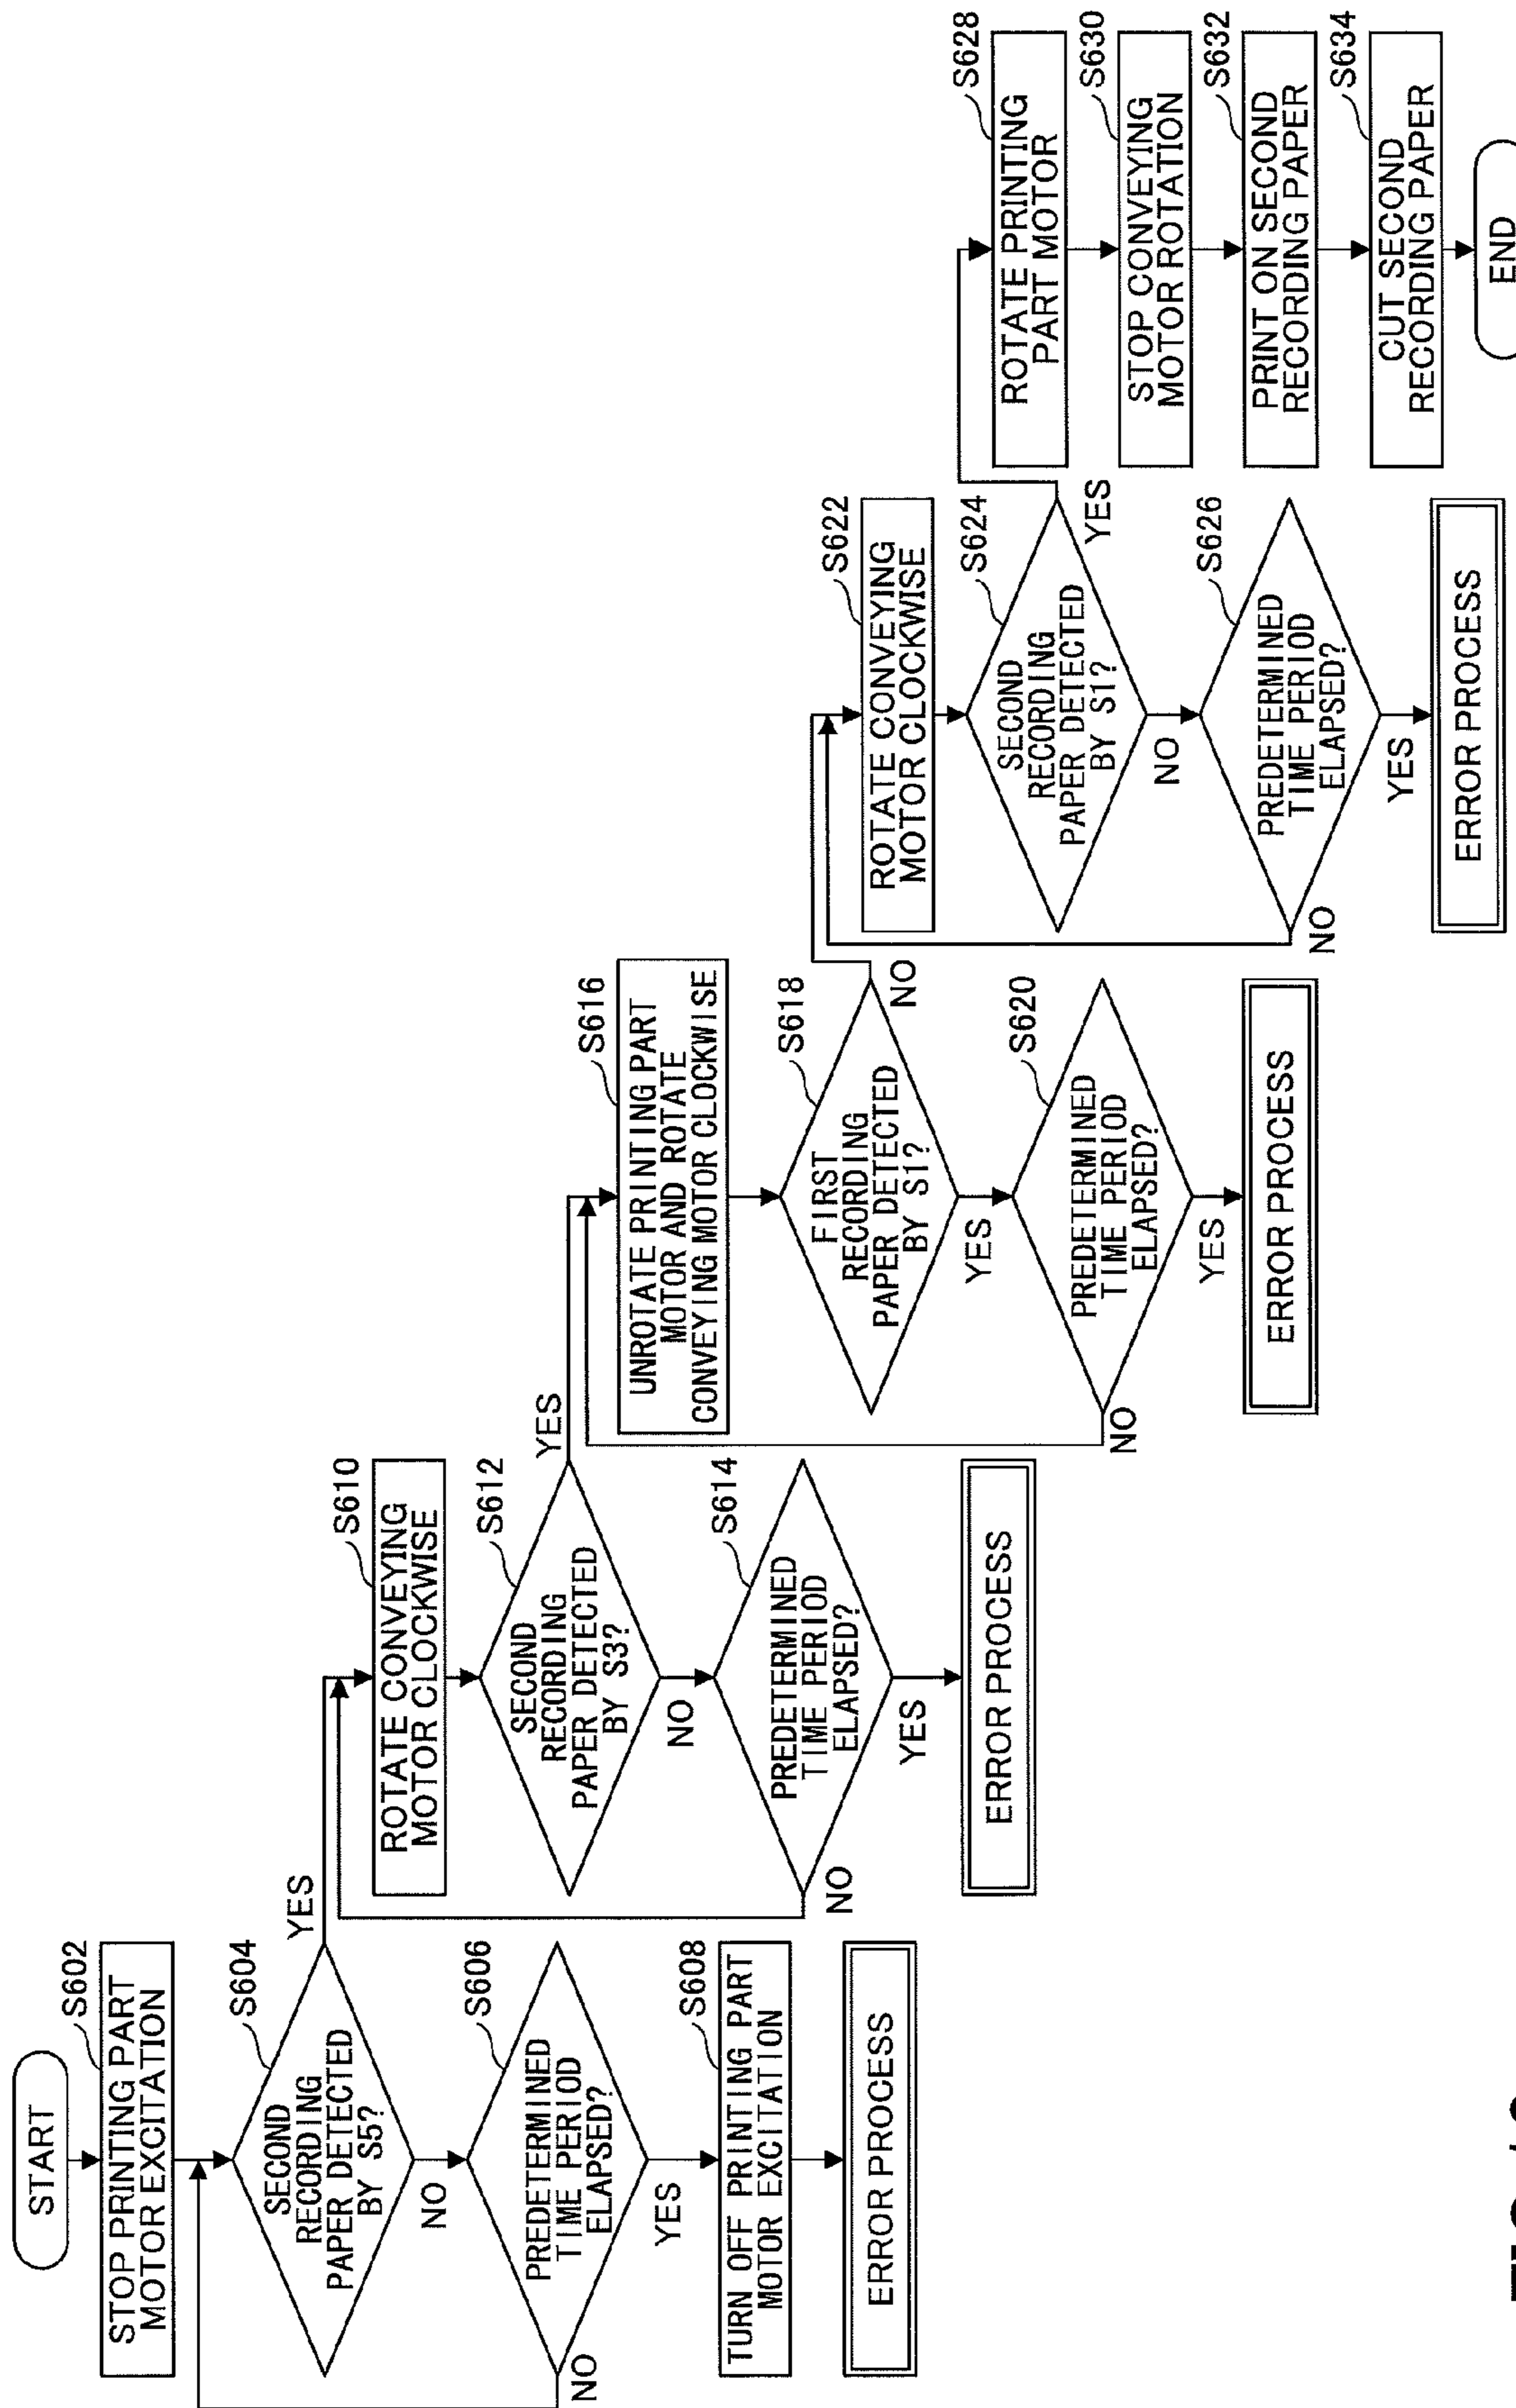 START
S602
STOP PRINTING PART
MOTOR EXCITATION
S604
SECOND
RECORDING
PAPER DETECTED
BY S5?
YES
NO
S606
PREDETERMINED
TIME PERIOD
ELAPSED?
NO
YES
S608
TURN OFF PRINTING PART
MOTOR EXCITATION
ERROR PROCESS
S610
ROTATE CONVEYING
MOTOR CLOCKWISE
S612
SECOND
RECORDING
PAPER DETECTED
BY S3?
YES
NO
S614
PREDETERMINED
TIME PERIOD
ELAPSED?
NO
YES
ERROR PROCESS
S616
UNROTATE PRINTING PART
MOTOR AND ROTATE
CONVEYING MOTOR CLOCKWISE
S618
FIRST
RECORDING
PAPER DETECTED
BY S1?
NO
YES
S620
PREDETERMINED
TIME PERIOD
ELAPSED?
NO
YES
ERROR PROCESS
S622
ROTATE CONVEYING
MOTOR CLOCKWISE
S624
SECOND
RECORDING
PAPER DETECTED
BY S1?
YES
NO
S626
PREDETERMINED
TIME PERIOD
ELAPSED?
NO
YES
ERROR PROCESS
S628
ROTATE PRINTING
PART MOTOR
S630
STOP CONVEYING
MOTOR ROTATION
S632
PRINT ON SECOND
RECORDING PAPER
S634
CUT SECOND
RECORDING PAPER
END